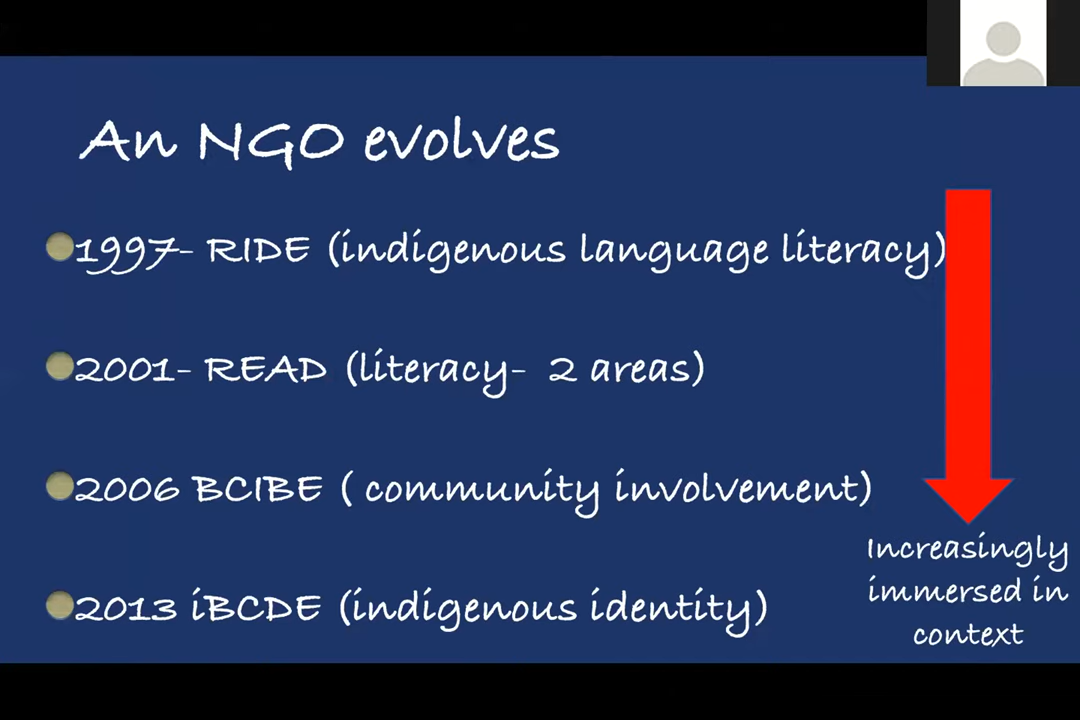 An NGO evolves
1997- RIDE (indigenous language literacy)
2001- READ (literacy- 2 areas)
2006 BCIBE ( community involvement)
2013 iBCDE (indigenous identity)
Increasingly
immersed in
context